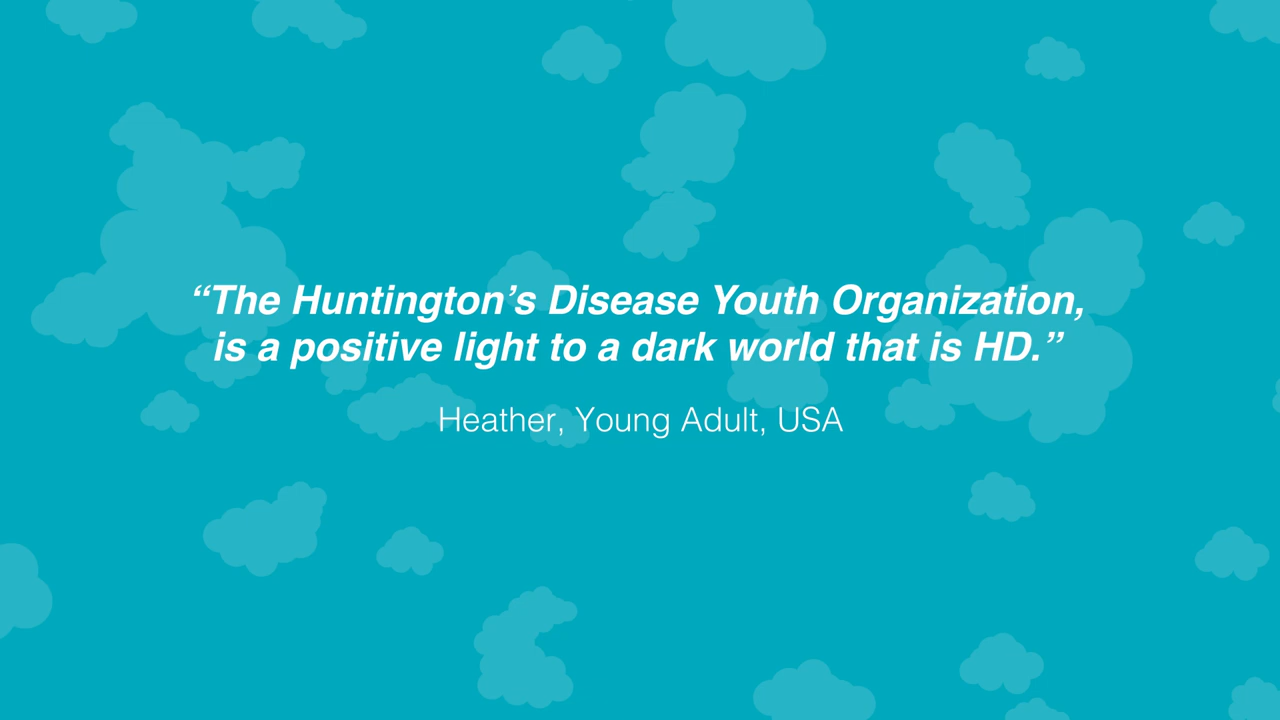 “The Huntington’s Disease Youth Organization,
is a positive light to a dark world that is HD.”
Heather, Young Adult, USA